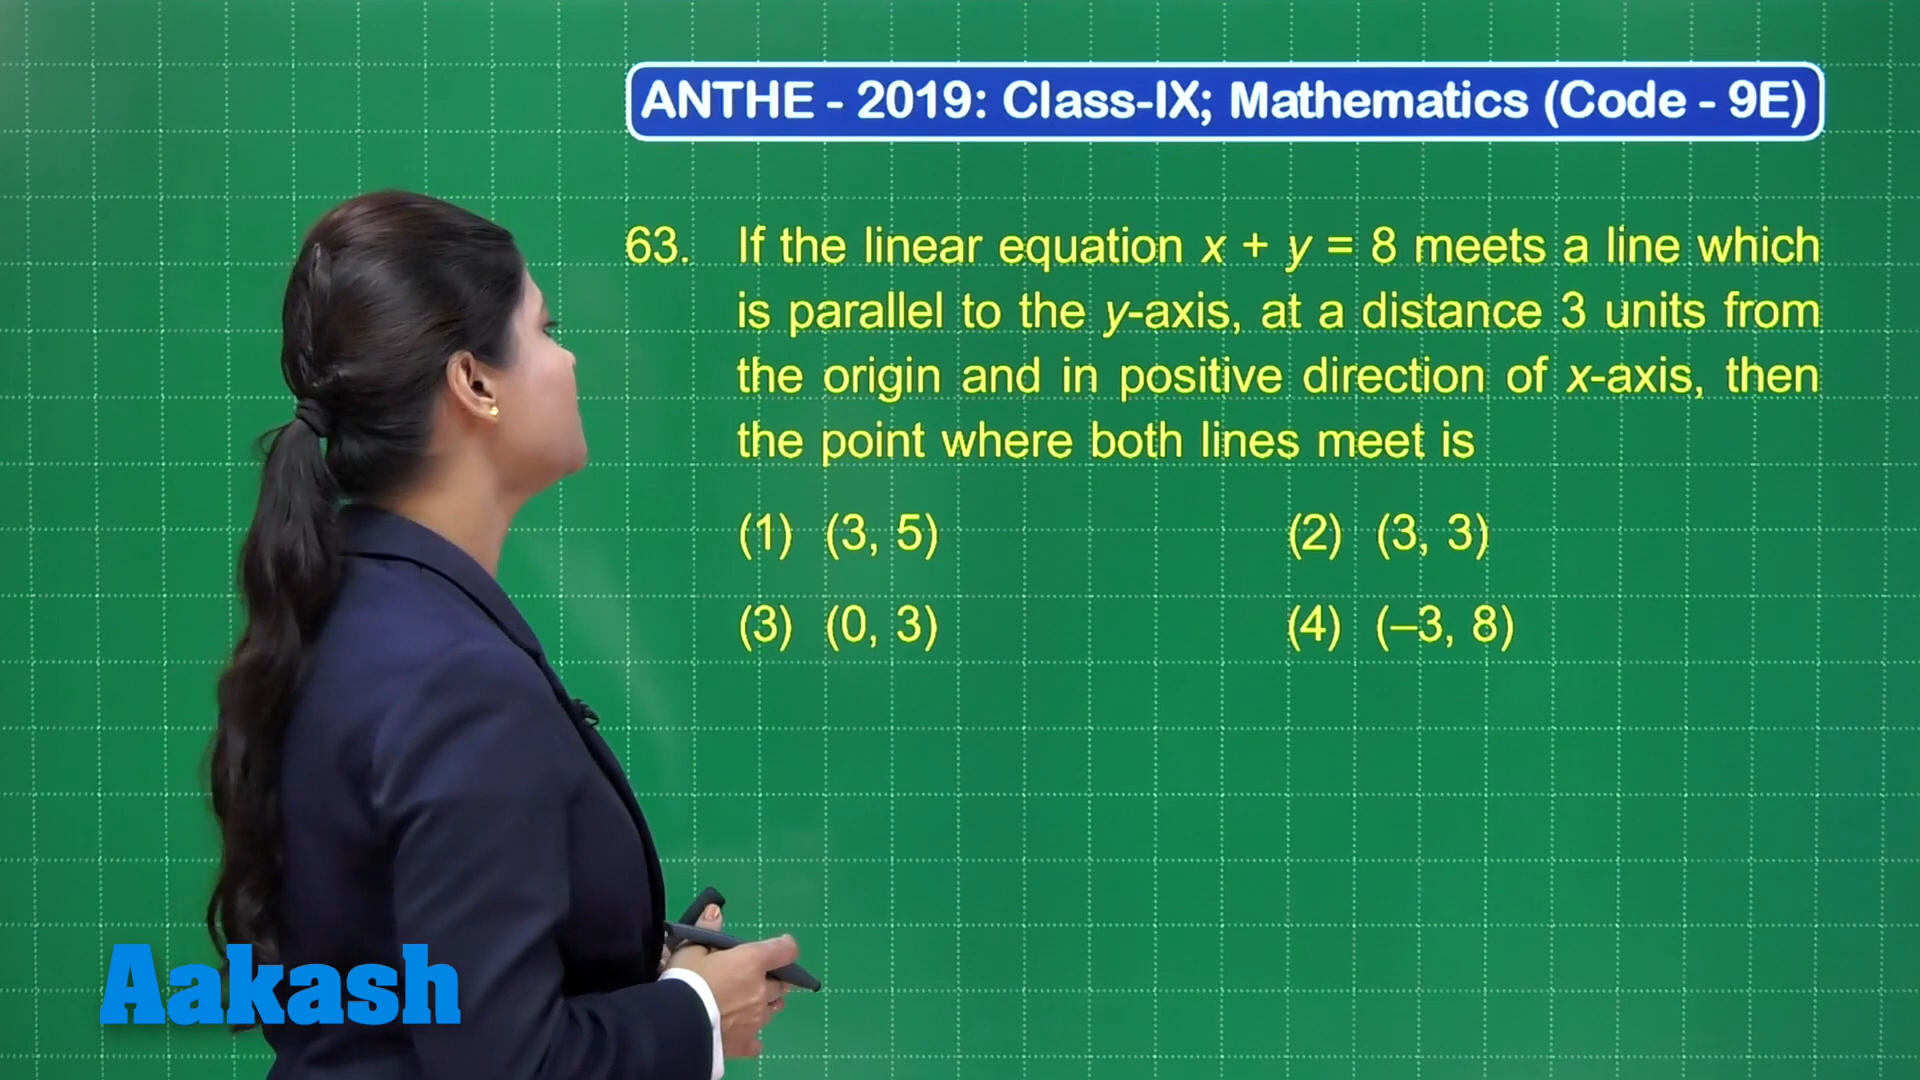 ANTHE - 2019: Class-IX; Mathematics (Code - 9E)
63. If the linear equation x + y = 8 meets a line which
is parallel to the y-axis, at a distance 3 units from
the origin and in positive direction of x-axis, then
the point where both lines meet is
(1) (3, 5) (2) (3, 3)
(3) (0, 3) (4) (–3, 8)
Aakash